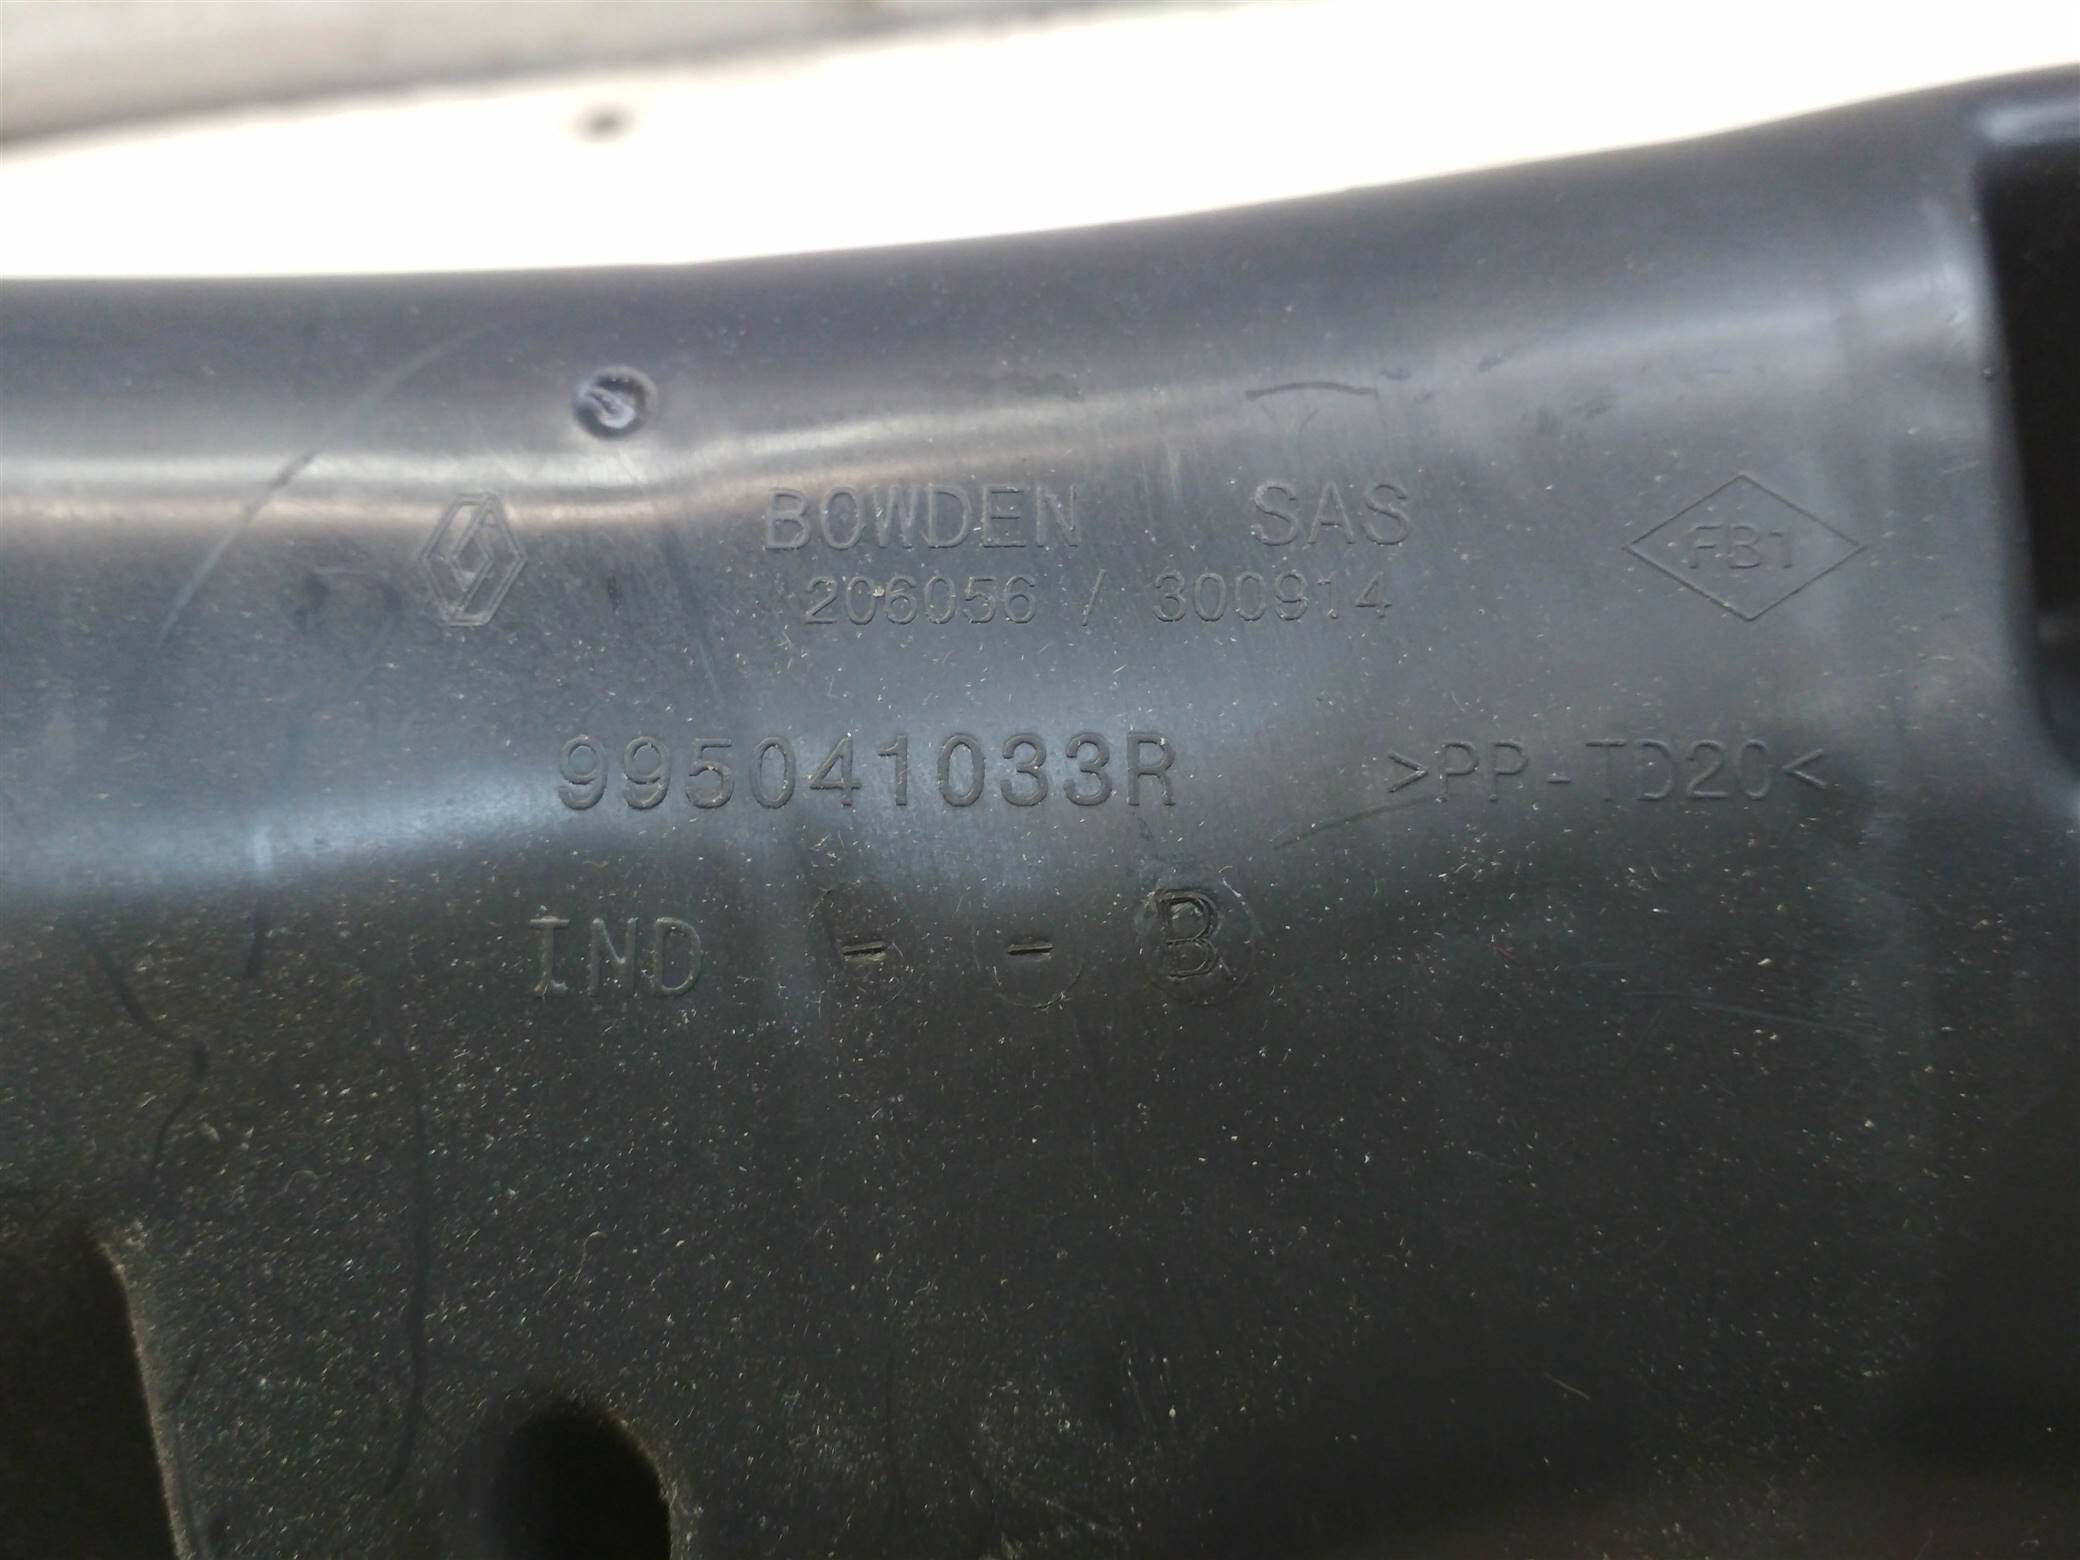 BOWDEN SAS
206056 / 300914
FB1
995041033R >PP-TD20<
IND - - B